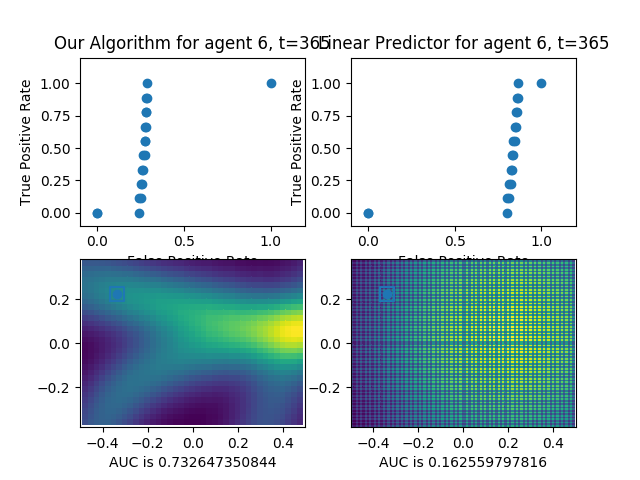 Our Algorithm for agent 6, t=365
Linear Predictor for agent 6, t=365
True Positive Rate
1.00
0.75
0.50
0.25
0.00
0.0 0.5 1.0
False Positive Rate
True Positive Rate
1.00
0.75
0.50
0.25
0.00
0.0 0.5 1.0
False Positive Rate
0.2
0.0
−0.2
−0.4 −0.2 0.0 0.2 0.4
AUC is 0.732647350844
0.2
0.0
−0.2
−0.4 −0.2 0.0 0.2 0.4
AUC is 0.162559797816